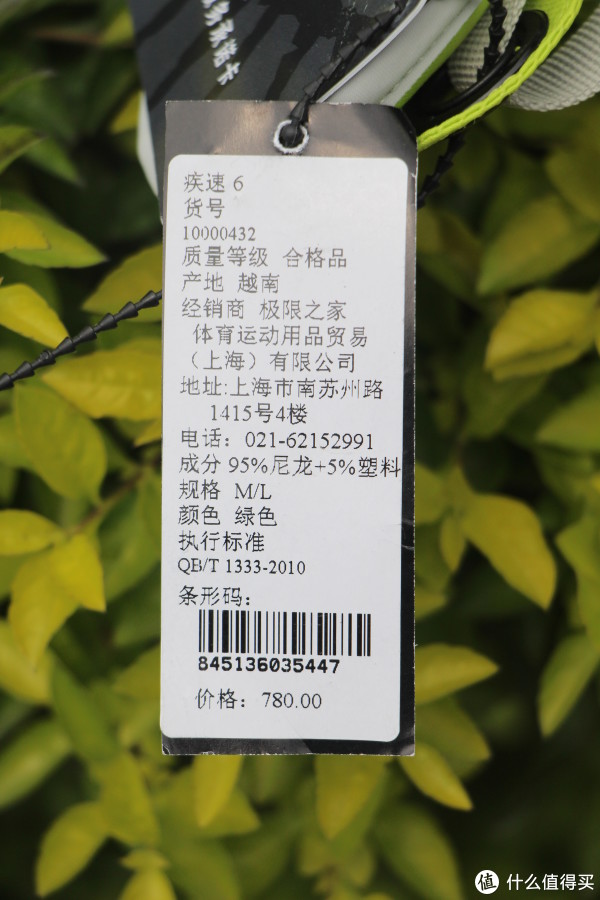 疾速 6
货号
10000432
质量等级 合格品
产地 越南
经销商 极限之家
体育运动用品贸易
（上海）有限公司
地址:上海市南苏州路
1415号4楼
电话：021-62152991
成分 95%尼龙+5%塑料
规格 M/L
颜色 绿色
执行标准
QB/T 1333-2010
条形码：
845136035447
价格：780.00
值 什么值得买